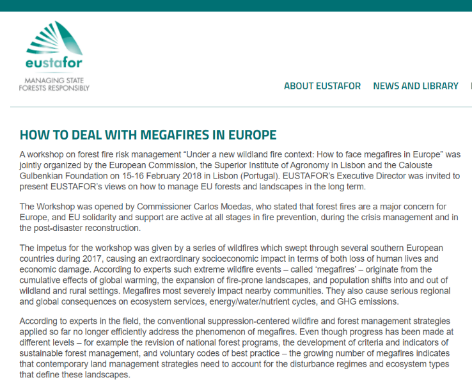 eustafor
MANAGING STATE
FORESTS RESPONSIBLY
ABOUT EUSTAFOR NEWS AND LIBRARY
HOW TO DEAL WITH MEGAFIRES IN EUROPE
A workshop on forest fire risk management "Under a new wildland fire context: How to face megafires in Europe" was
jointly organized by the European Commission, the Superior Institute of Agronomy in Lisbon and the Calouste
Gulbenkian Foundation on 15-16 February 2018 in Lisbon (Portugal). EUSTAFOR's Executive Director was invited to
present EUSTAFOR's views on how to manage EU forests and landscapes in the long term.
The Workshop was opened by Commissioner Carlos Moedas, who stated that forest fires are a major concern for
Europe, and EU solidarity and support are active at all stages in fire prevention, during the crisis management and in
the post-disaster reconstruction.
The impetus for the workshop was given by a series of wildfires which swept through several southern European
countries during 2017, causing an extraordinary socioeconomic impact in terms of both loss of human lives and
economic damage. According to experts such extreme wildfire events – called 'megafires' – originate from the
cumulative effects of global warming, the expansion of fire-prone landscapes, and population shifts into and out of
wildland and rural settings. Megafires most severely impact nearby communities. They also cause serious regional
and global consequences on ecosystem services, energy/water/nutrient cycles, and GHG emissions.
According to experts in the field, the conventional suppression-centered wildfire and forest management strategies
applied so far no longer efficiently address the phenomenon of megafires. Even though progress has been made at
different levels – for example the revision of national forest programs, the development of criteria and indicators of
sustainable forest management, and voluntary codes of best practice – the growing number of megafires indicates
that contemporary land management strategies need to account for the disturbance regimes and ecosystem types
that define these landscapes.